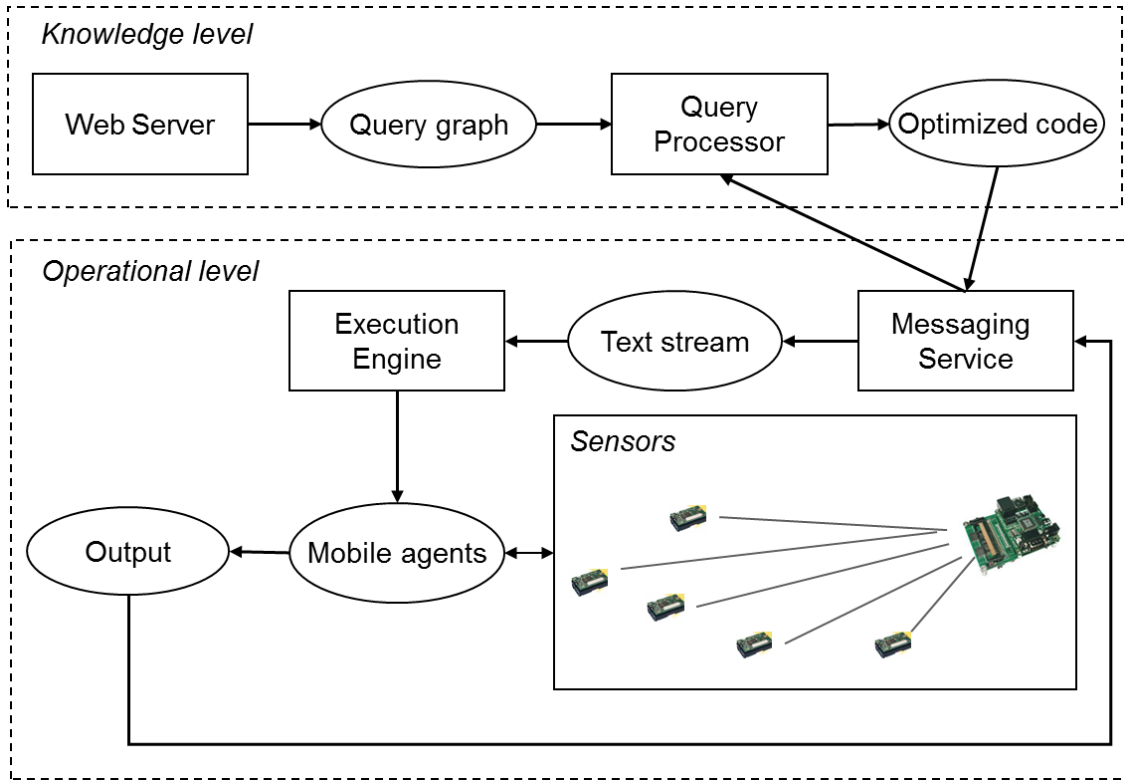 Knowledge level
Web Server
Query graph
Query
Processor
Optimized code
Operational level
Execution
Engine
Text stream
Messaging
Service
Sensors
Output
Mobile agents